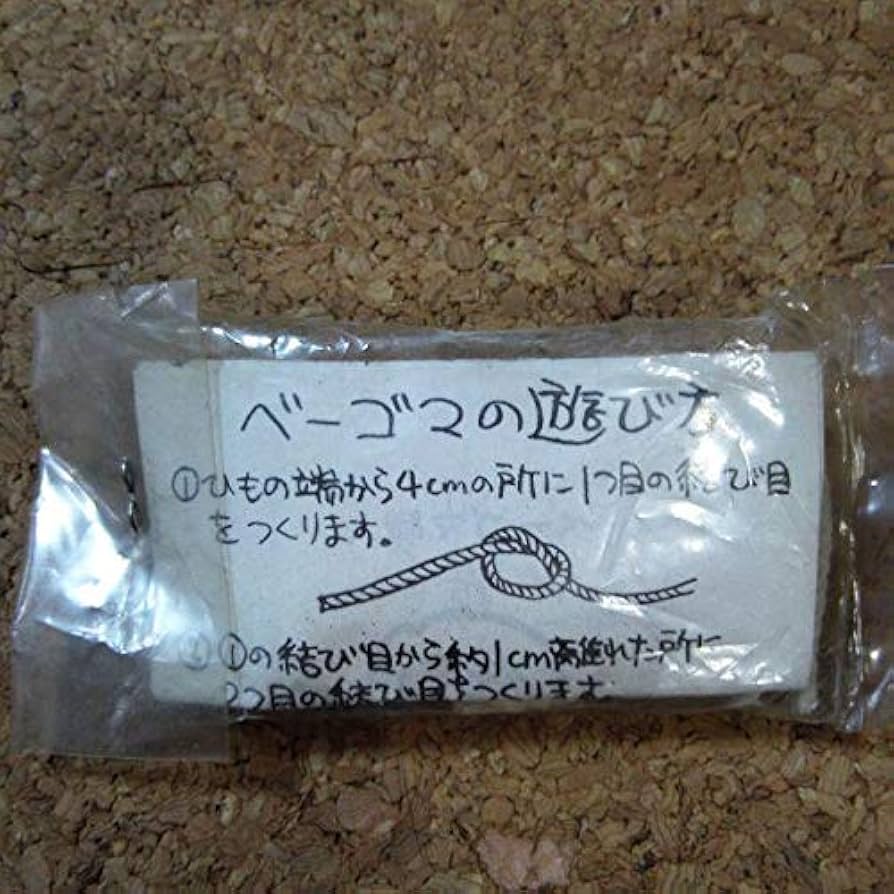 ベーゴマの遊び方
①ひもの端から4cmの所に1つ目の結び目
をつくります。
②①の結び目から約1cm離れた所に
2つ目の結び目をつくります。